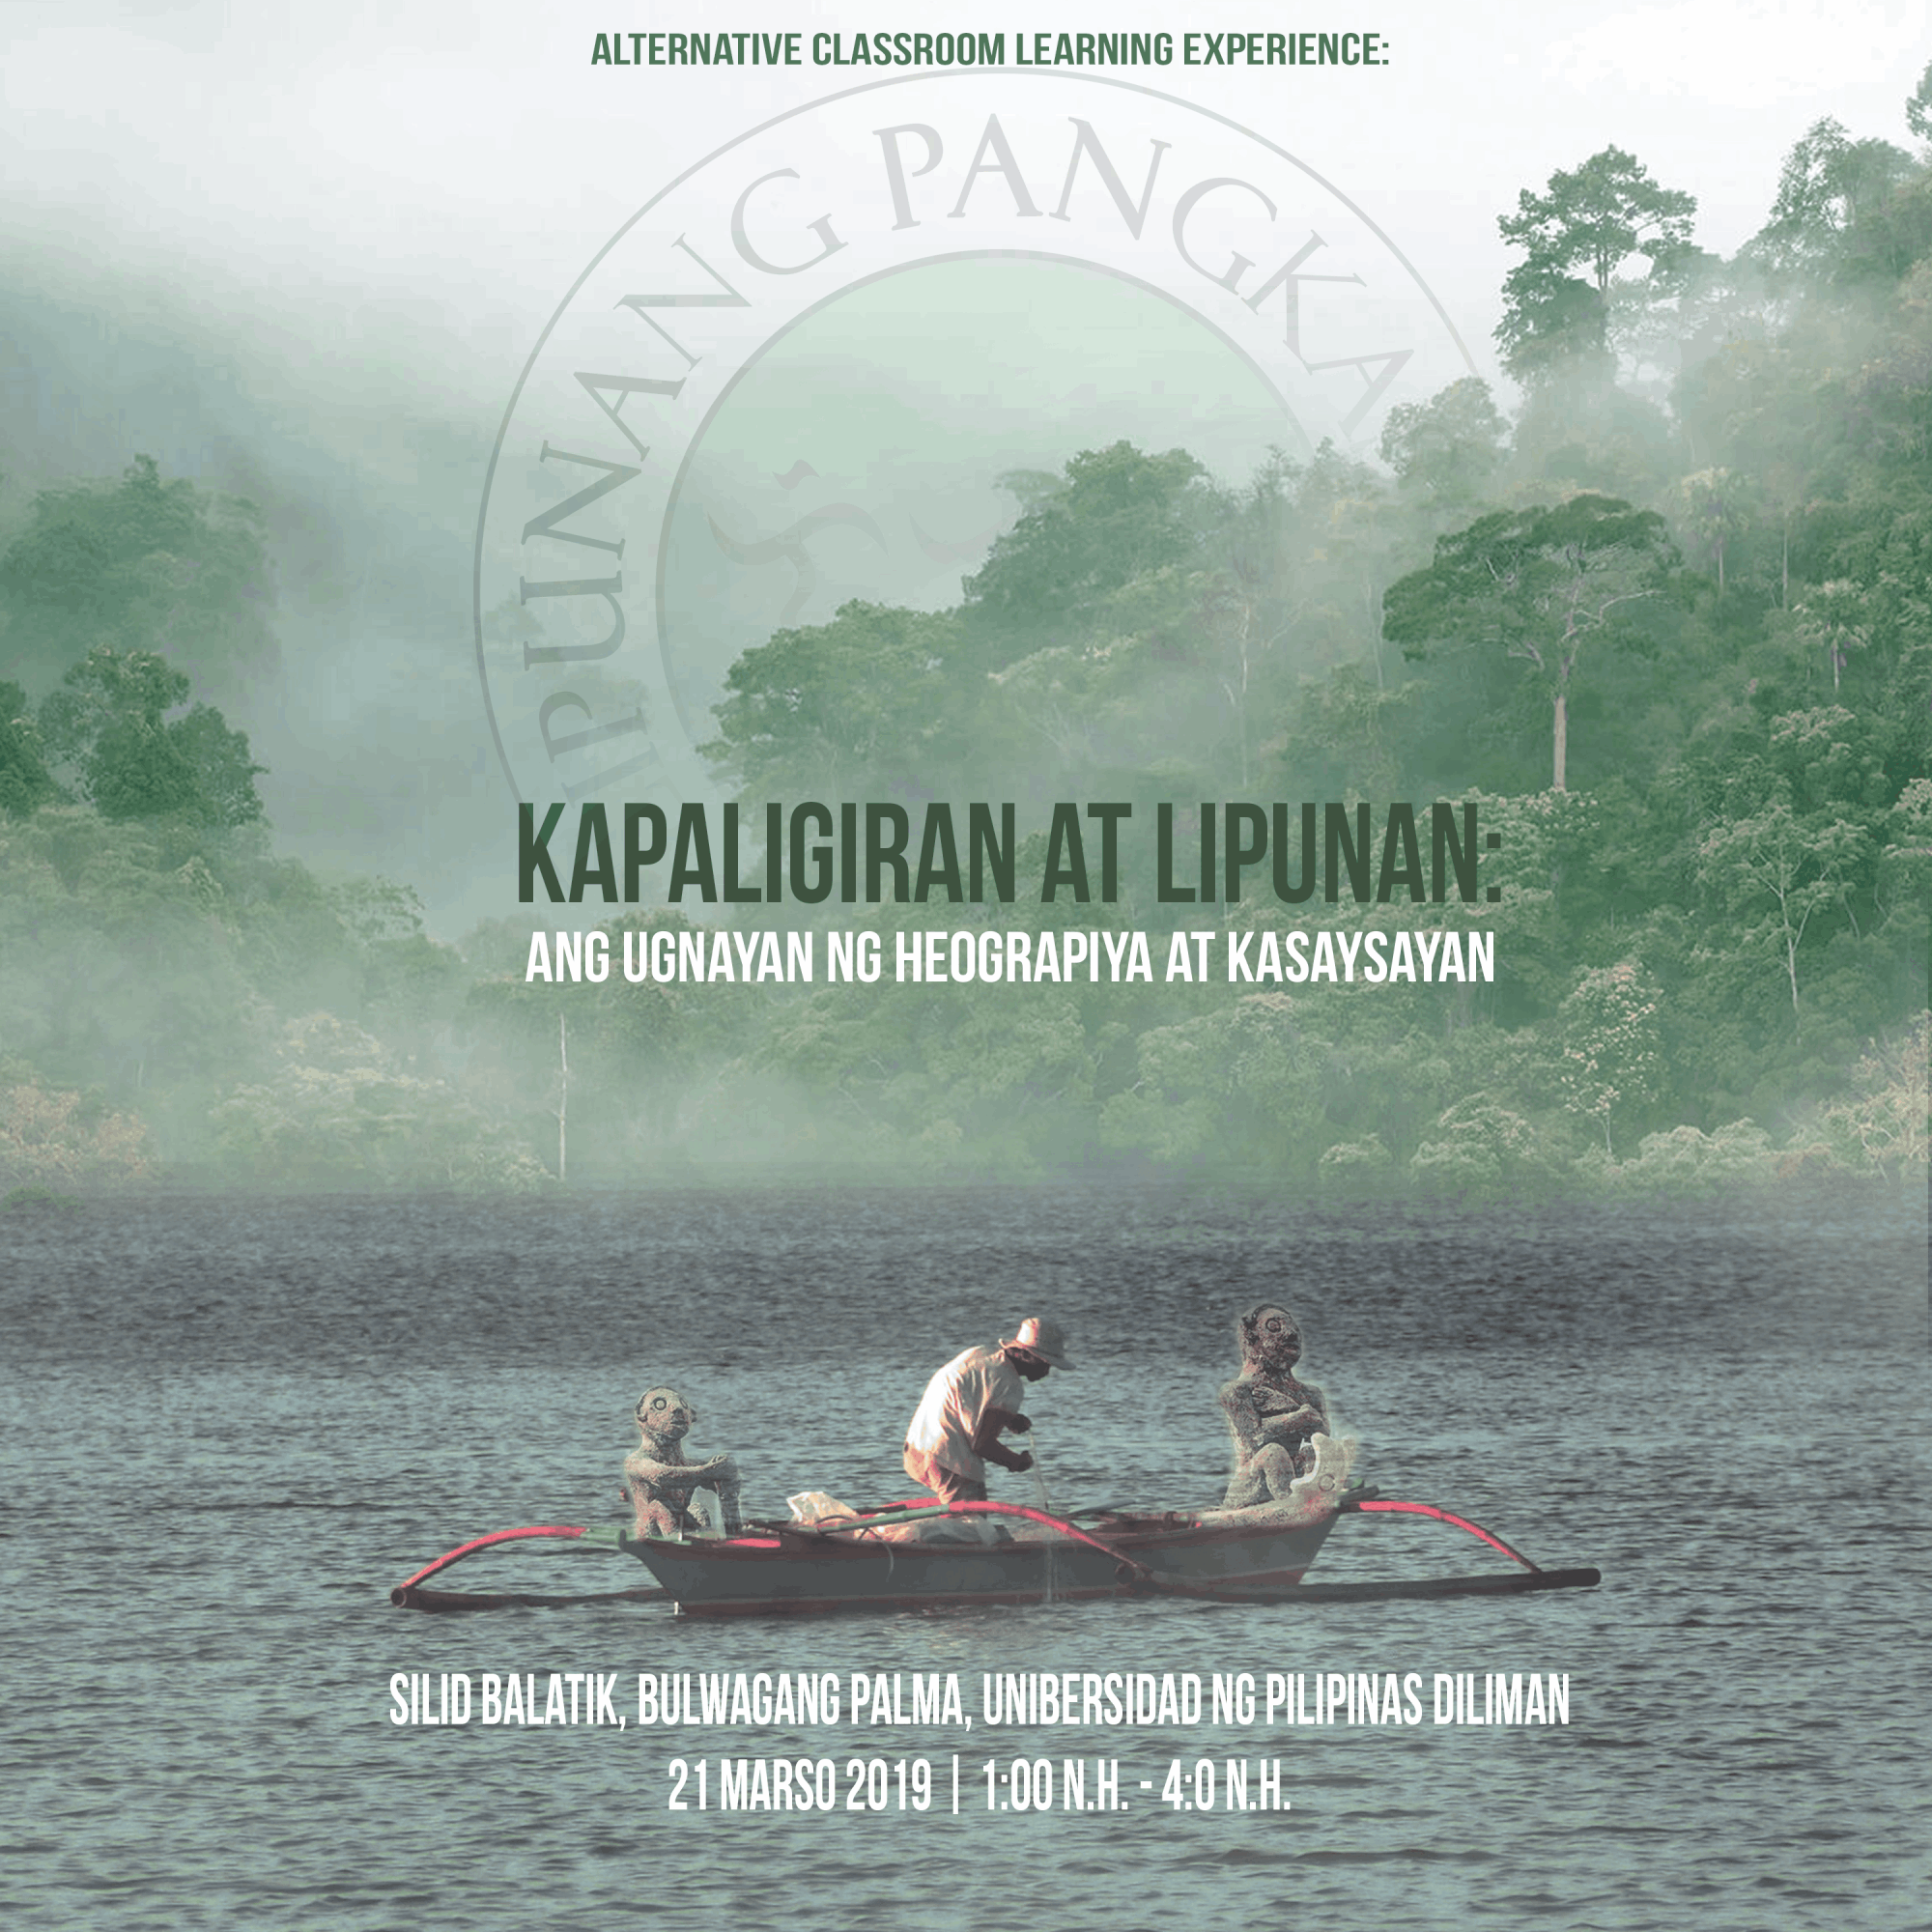 ALTERNATIVE CLASSROOM LEARNING EXPERIENCE:
IPUNANG PANGKA
KAPALIGIRAN AT LIPUNAN:
ANG UGNAYAN NG HEOGRAPIYA AT KASAYSAYAN
SILID BALATIK, BULWAGANG PALMA, UNIBERSIDAD NG PILIPINAS DILIMAN
21 MARSO 2019 | 1:00 N.H. - 4:0 N.H.